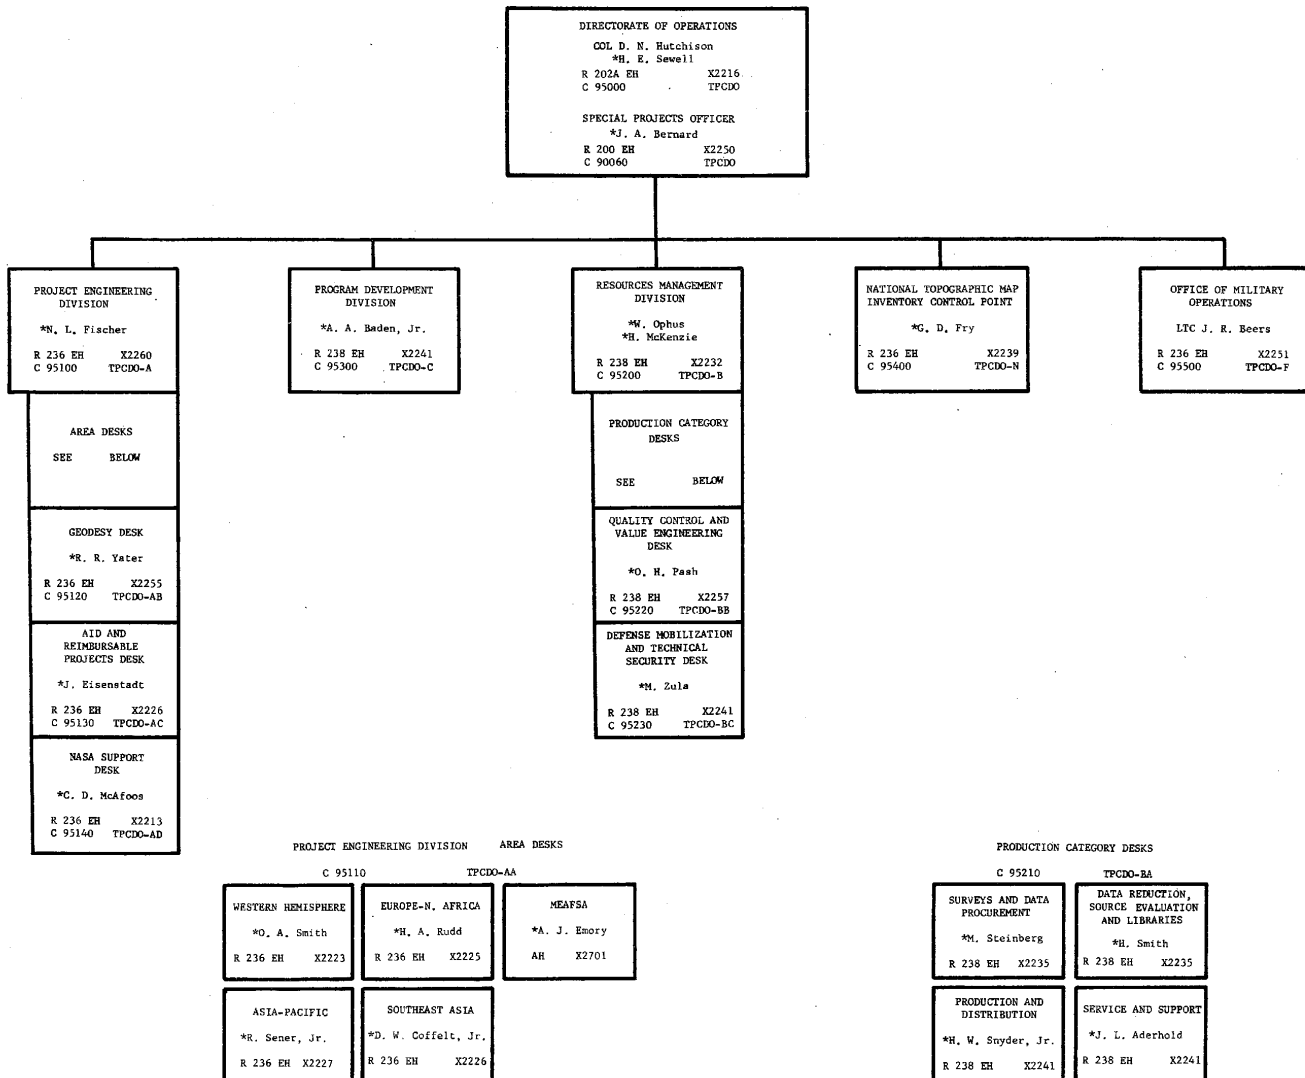 DIRECTORATE OF OPERATIONS
COL D. N. Hutchison
*H. E. Sewell
R 202A EH X2216
C 95000 TPCDO
SPECIAL PROJECTS OFFICER
*J. A. Bernard
R 200 EH X2250
C 90060 TPCDO
PROJECT ENGINEERING
DIVISION
*N. L. Fischer
R 236 EH X2260
C 95100 TPCDO-A
PROGRAM DEVELOPMENT
DIVISION
*A. A. Baden, Jr.
R 238 EH X2241
C 95300 TPCDO-C
RESOURCES MANAGEMENT
DIVISION
*W. Ophus
*H. McKenzie
R 238 EH X2232
C 95200 TPCDO-B
NATIONAL TOPOGRAPHIC MAP
INVENTORY CONTROL POINT
*G. D. Fry
R 236 EH X2239
C 95400 TPCDO-N
OFFICE OF MILITARY
OPERATIONS
LTC J. R. Beers
R 236 EH X2251
C 95500 TPCDO-F
AREA DESKS
SEE BELOW
GEODESY DESK
*R. R. Yater
R 236 EH X2255
C 95120 TPCDO-AB
AID AND
REIMBURSABLE
PROJECTS DESK
*J. Eisenstadt
R 236 EH X2226
C 95130 TPCDO-AC
NASA SUPPORT
DESK
*C. D. McAfoos
R 236 EH X2213
C 95140 TPCDO-AD
PRODUCTION CATEGORY
DESKS
SEE BELOW
QUALITY CONTROL AND
VALUE ENGINEERING
DESK
*O. H. Pash
R 238 EH X2257
C 95220 TPCDO-BB
DEFENSE MOBILIZATION
AND TECHNICAL
SECURITY DESK
*M. Zula
R 238 EH X2241
C 95230 TPCDO-BC
PROJECT ENGINEERING DIVISION AREA DESKS
C 95110 TPCDO-AA
WESTERN HEMISPHERE
*O. A. Smith
R 236 EH X2223
EUROPE-N. AFRICA
*H. A. Rudd
R 236 EH X2225
MEAFSA
*A. J. Emory
AH X2701
ASIA-PACIFIC
*R. Sener, Jr.
R 236 EH X2227
SOUTHEAST ASIA
*D. W. Coffelt, Jr.
R 236 EH X2226
PRODUCTION CATEGORY DESKS
C 95210 TPCDO-BA
SURVEYS AND DATA
PROCUREMENT
*M. Steinberg
R 238 EH X2235
DATA REDUCTION,
SOURCE EVALUATION
AND LIBRARIES
*H. Smith
R 238 EH X2235
PRODUCTION AND
DISTRIBUTION
*H. W. Snyder, Jr.
R 238 EH X2241
SERVICE AND SUPPORT
*J. L. Aderhold
R 238 EH X2241